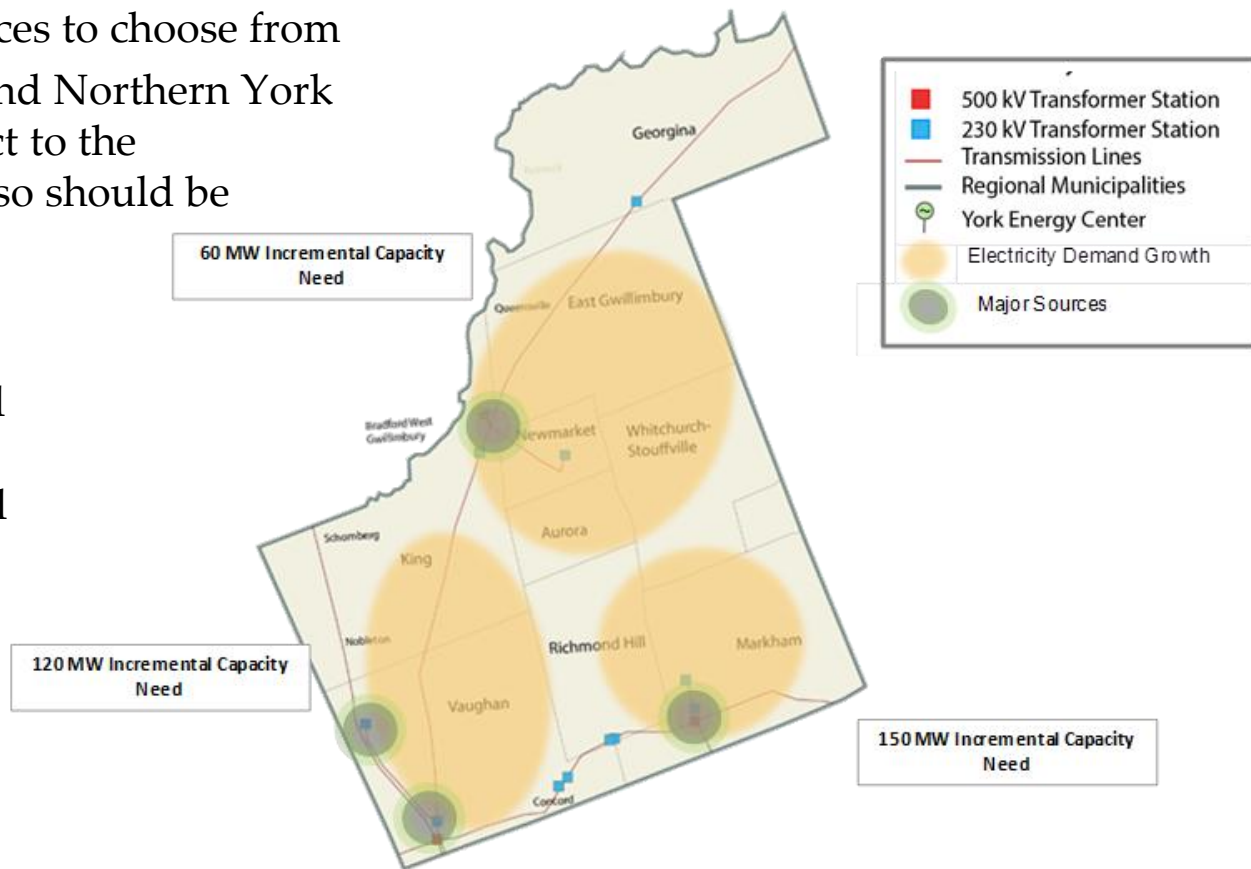 ces to choose from
nd Northern York
ct to the
so should be
500 kV Transformer Station
230 kV Transformer Station
Transmission Lines
Regional Municipalities
York Energy Center
Electricity Demand Growth
Major Sources
Georgina
60 MW Incremental Capacity
Need
Queensville
East Gwillimbury
Bradford West
Gwillimbury
Newmarket
Whitchurch-
Stouffville
Schomberg
Aurora
King
Nobleton
Richmond Hill
Markham
120 MW Incremental Capacity
Need
Vaughan
150 MW Incremental Capacity
Need
Concord